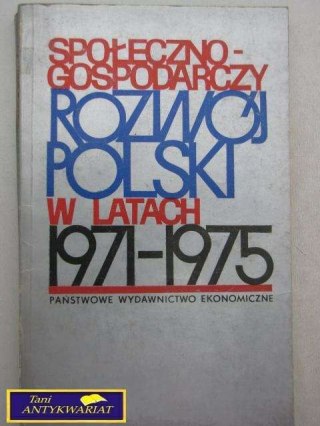 SPOŁECZNO-
GOSPODARCZY
ROZWÓJ
POLSKI
W LATACH
1971–1975
PAŃSTWOWE WYDAWNICTWO EKONOMICZNE
Tani
ANTYKWARIAT